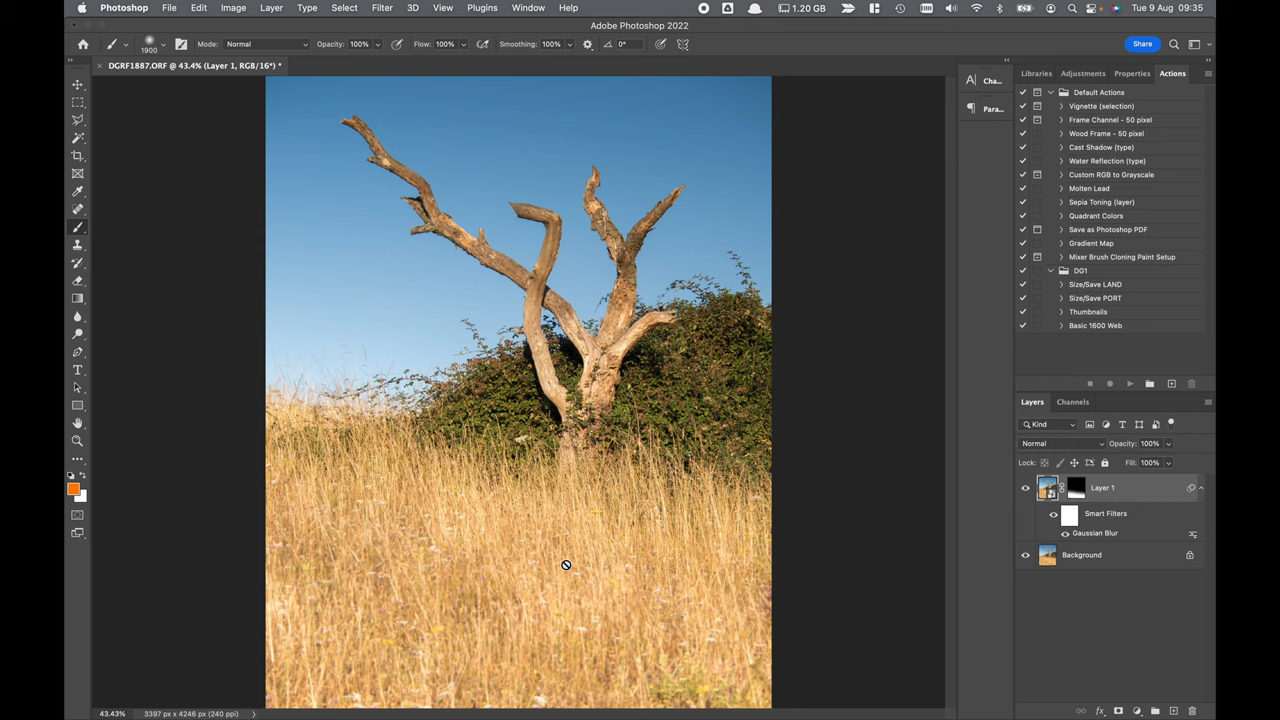 Photoshop File Edit Image Layer Type Select Filter 3D View Plugins Window Help 1.20 GB Tue 9 Aug 09:35
Adobe Photoshop 2022
1900 Mode: Normal Opacity: 100% Flow: 100% Smoothing: 100% 0° Share
DGRF1887.ORF @ 43.4% (Layer 1, RGB/16*) *
Cha...
Para...
Libraries Adjustments Properties Actions
Default Actions
Vignette (selection)
Frame Channel - 50 pixel
Wood Frame - 50 pixel
Cast Shadow (type)
Water Reflection (type)
Custom RGB to Grayscale
Molten Lead
Sepia Toning (layer)
Quadrant Colors
Save as Photoshop PDF
Gradient Map
Mixer Brush Cloning Paint Setup
DG1
Size/Save LAND
Size/Save PORT
Thumbnails
Basic 1600 Web
Layers Channels
Kind
Normal Opacity: 100%
Lock: Fill: 100%
Layer 1
Smart Filters
Gaussian Blur
Background
43.43% 3397 px x 4246 px (240 ppi)